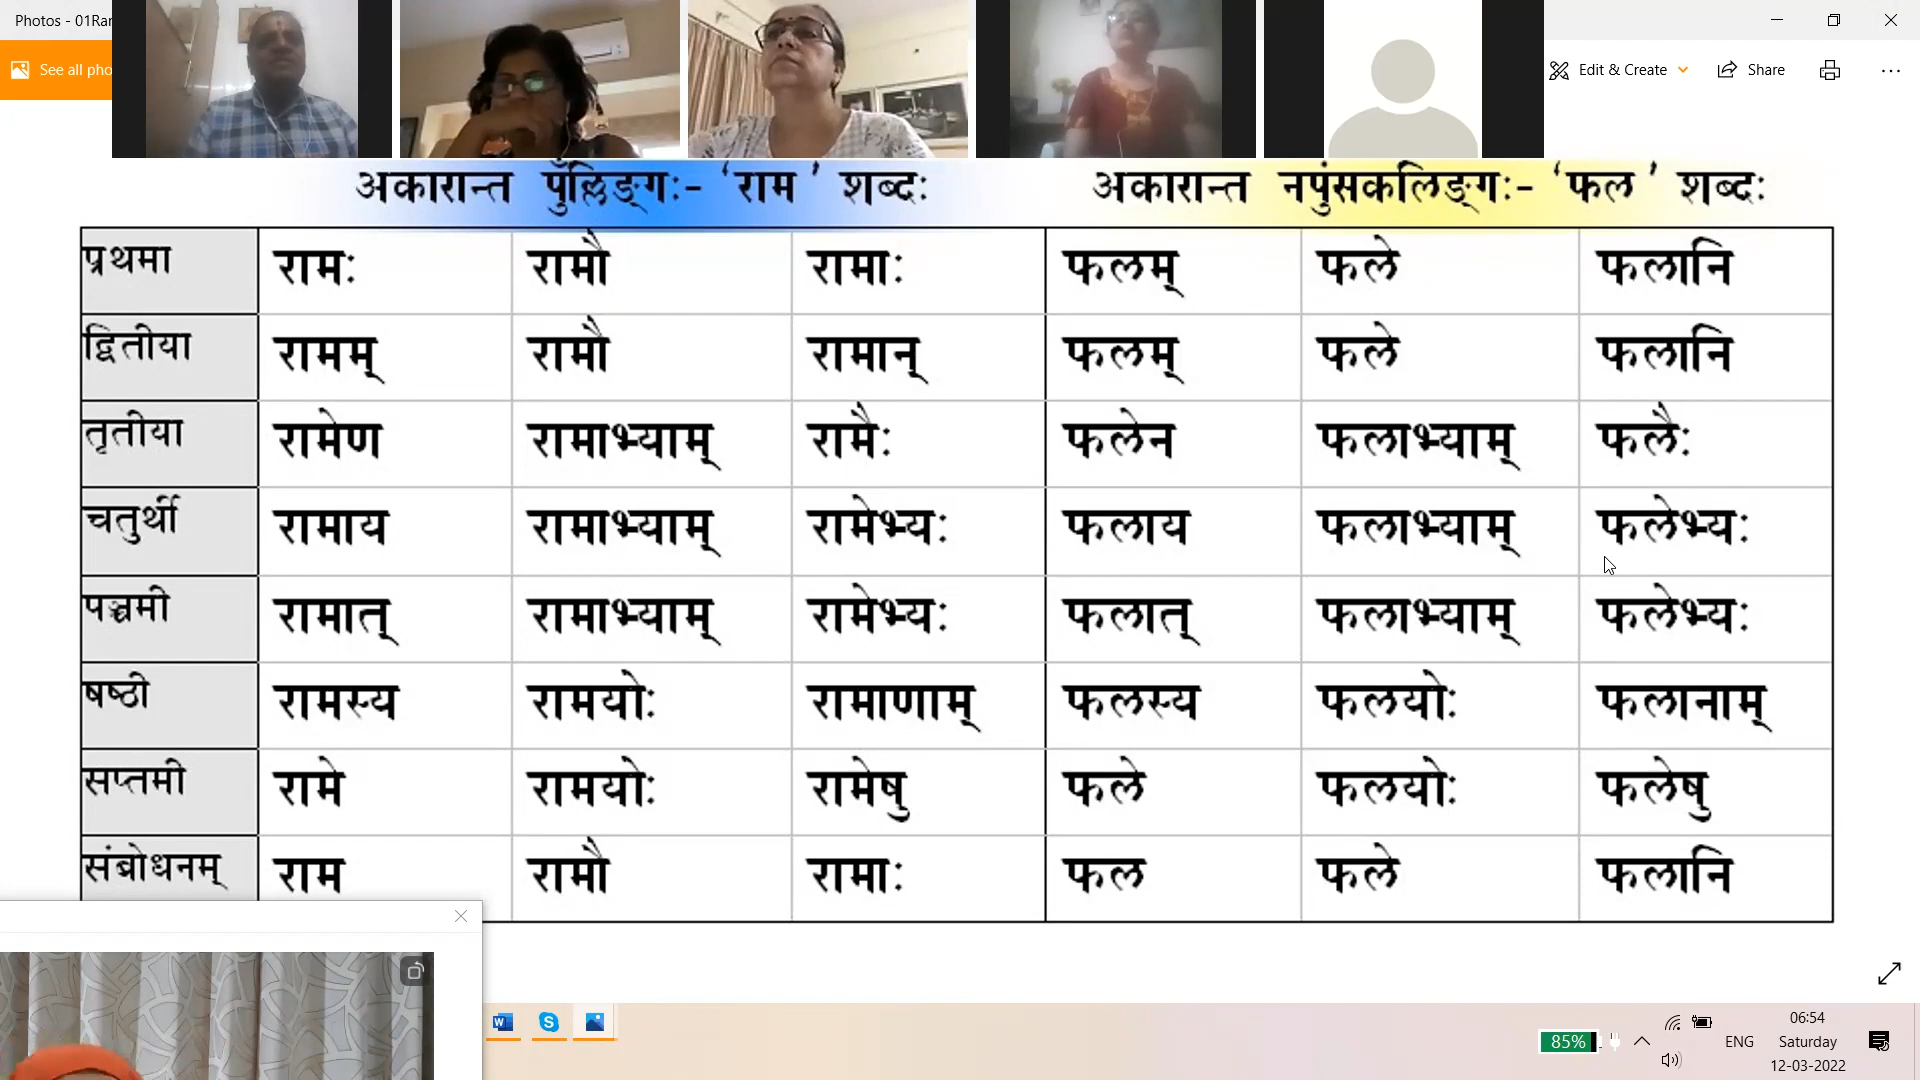 Photos - 01Ran
See all pho
Edit & Create
Share
अकारान्त पुँल्लिङ्गः- ‘राम ’ शब्दः
अकारान्त नपुंसकलिङ्गः- ‘फल ’ शब्दः
प्रथमा रामः रामौ रामाः फलम् फले फलानि
द्वितीया रामम् रामौ रामान् फलम् फले फलानि
तृतीया रामेण रामाभ्याम् रामैः फलेन फलाभ्याम् फलैः
चतुर्थी रामाय रामाभ्याम् रामेभ्यः फलाय फलाभ्याम् फलेभ्यः
पञ्चमी रामात् रामाभ्याम् रामेभ्यः फलात् फलाभ्याम् फलेभ्यः
षष्ठी रामस्य रामयोः रामाणाम् फलस्य फलयोः फलानाम्
सप्तमी रामे रामयोः रामेषु फले फलयोः फलेषु
संबोधनम् राम रामौ रामाः फल फले फलानि
85%
ENG
06:54
Saturday
12-03-2022